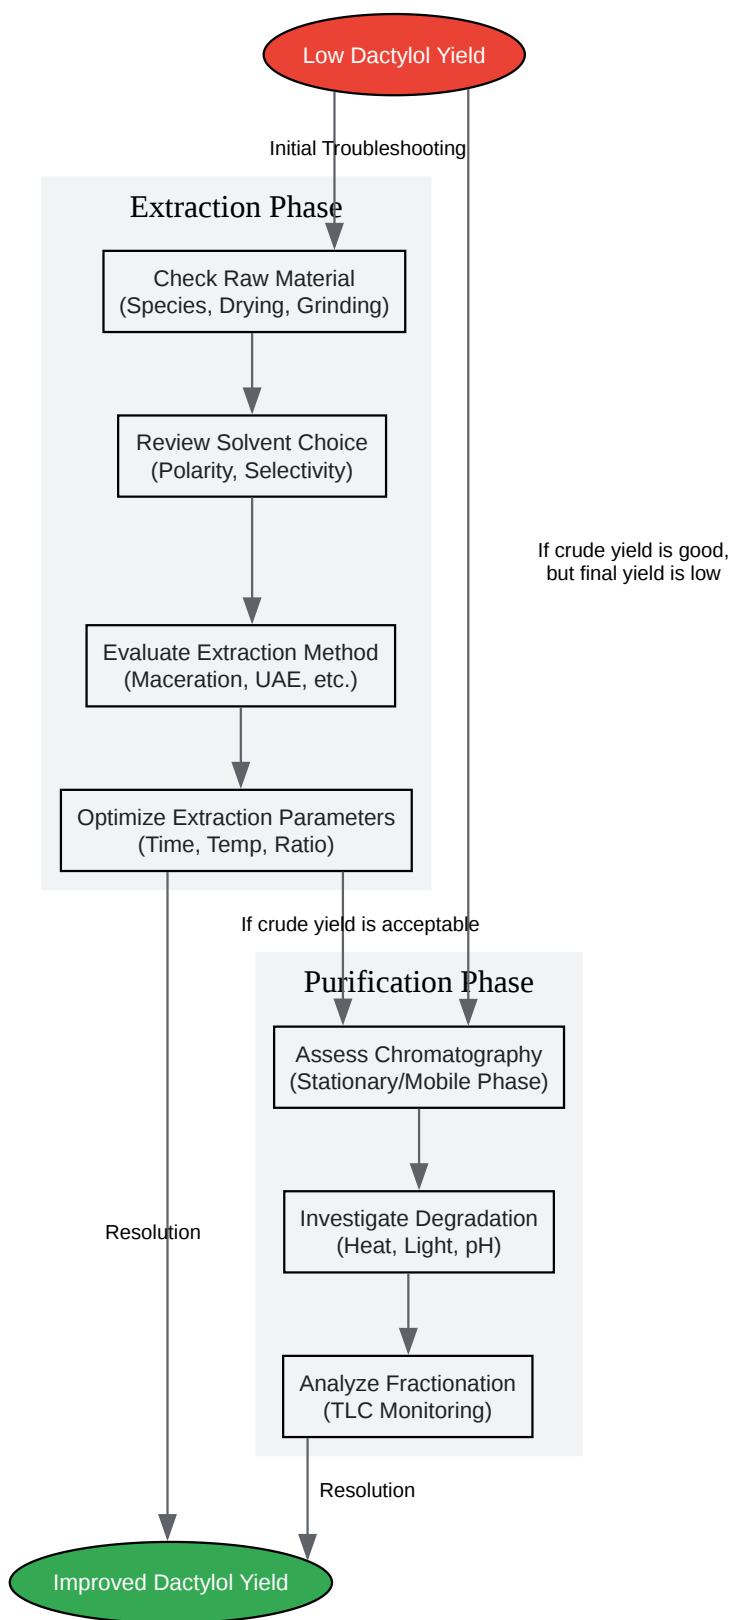 Low Dactylol Yield
Initial Troubleshooting
Extraction Phase
Check Raw Material
(Species, Drying, Grinding)
Review Solvent Choice
(Polarity, Selectivity)
If crude yield is good,
but final yield is low
Evaluate Extraction Method
(Maceration, UAE, etc.)
Optimize Extraction Parameters
(Time, Temp, Ratio)
If crude yield is acceptable
Purification Phase
Assess Chromatography
(Stationary/Mobile Phase)
Investigate Degradation
(Heat, Light, pH)
Resolution
Analyze Fractionation
(TLC Monitoring)
Resolution
Improved Dactylol Yield